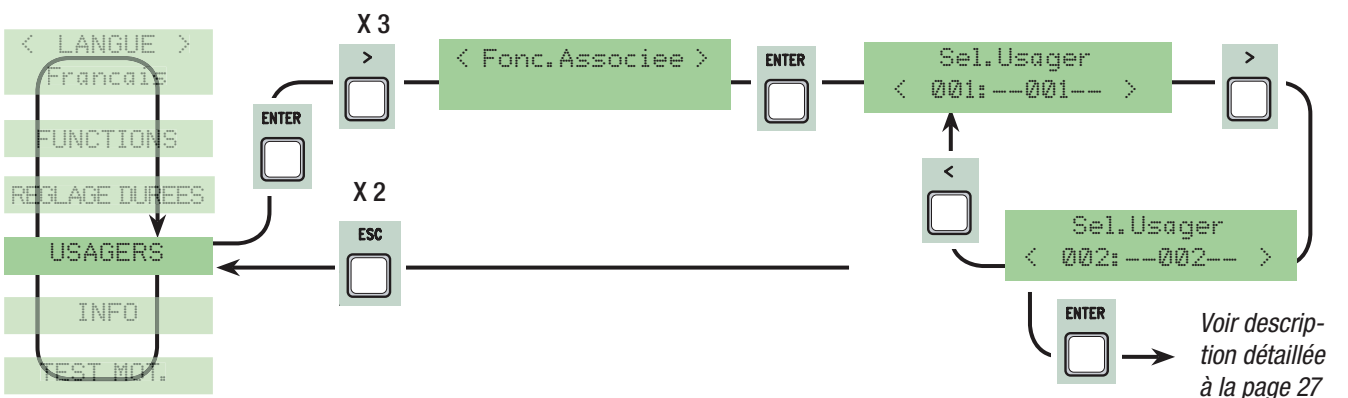 < LANGUE >
Francais
FUNCTIONS
REGLAGE DUREES
USAGERS
INFO
TEST MOT.
ENTER
X 3
>
< Fonc.Associee >
ENTER
Sel.Usager
< 001:--001-- >
>
<
Sel.Usager
< 002:--002-- >
X 2
ESC
ENTER
Voir descrip-
tion détaillée
à la page 27